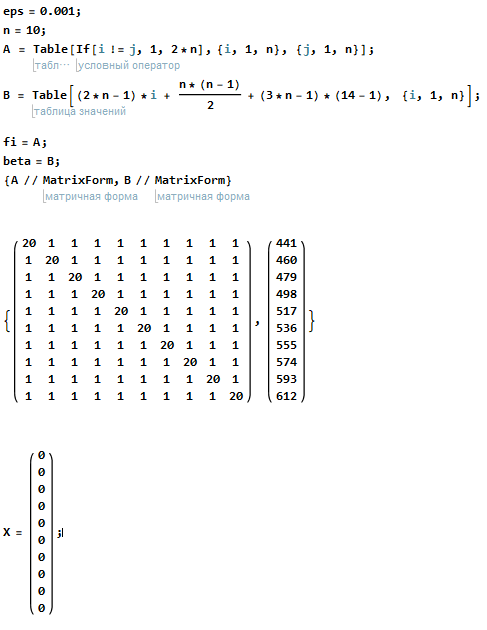 eps = 0.001;
n = 10;
A = Table[If[i != j, 1, 2*n], {i, 1, n}, {j, 1, n}];
табл⋯ условный оператор
B = Table[(2*n - 1)*i + n*(n - 1)/2 + (3*n - 1)*(14 - 1), {i, 1, n}];
таблица значений
fi = A;
beta = B;
{A // MatrixForm, B // MatrixForm}
матричная форма матричная форма
20 1 1 1 1 1 1 1 1 1 441
1 20 1 1 1 1 1 1 1 1 460
1 1 20 1 1 1 1 1 1 1 479
1 1 1 20 1 1 1 1 1 1 498
{ 1 1 1 1 20 1 1 1 1 1 , 517 }
1 1 1 1 1 20 1 1 1 1 536
1 1 1 1 1 1 20 1 1 1 555
1 1 1 1 1 1 1 20 1 1 574
1 1 1 1 1 1 1 1 20 1 593
1 1 1 1 1 1 1 1 1 20 612
0
0
0
0
X = 0 ;
0
0
0
0
0